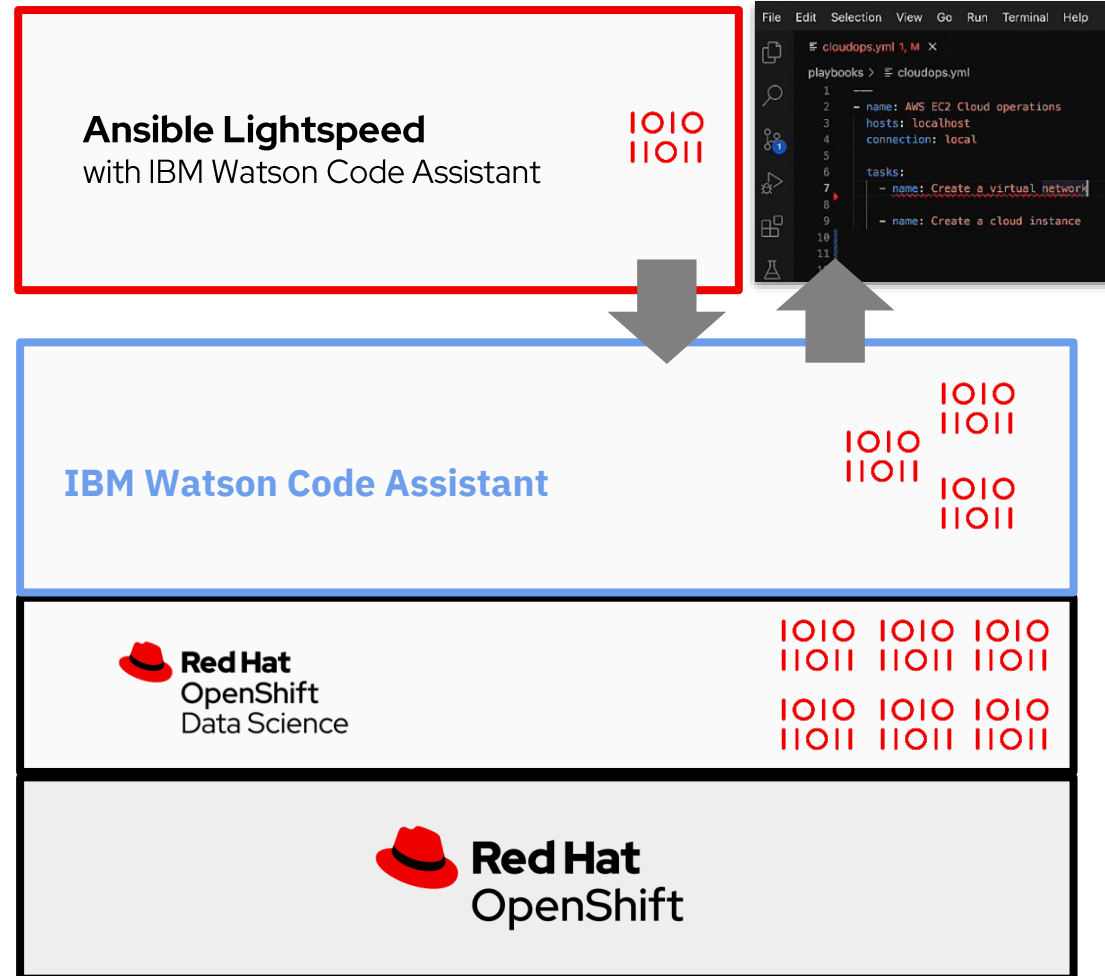 Ansible Lightspeed
with IBM Watson Code Assistant
1010
11011
File Edit Selection View Go Run Terminal Help
cloudops.yml 1, M
playbooks > cloudops.yml
1 ---
2 - name: AWS EC2 Cloud operations
3 hosts: localhost
4 connection: local
5
6 tasks:
7 - name: Create a virtual network
8
9 - name: Create a cloud instance
10
11
1
IBM Watson Code Assistant
1010
11011
1010
11011
1010
11011
Red Hat
OpenShift
Data Science
1010 1010 1010
11011 11011 11011
1010 1010 1010
11011 11011 11011
Red Hat
OpenShift